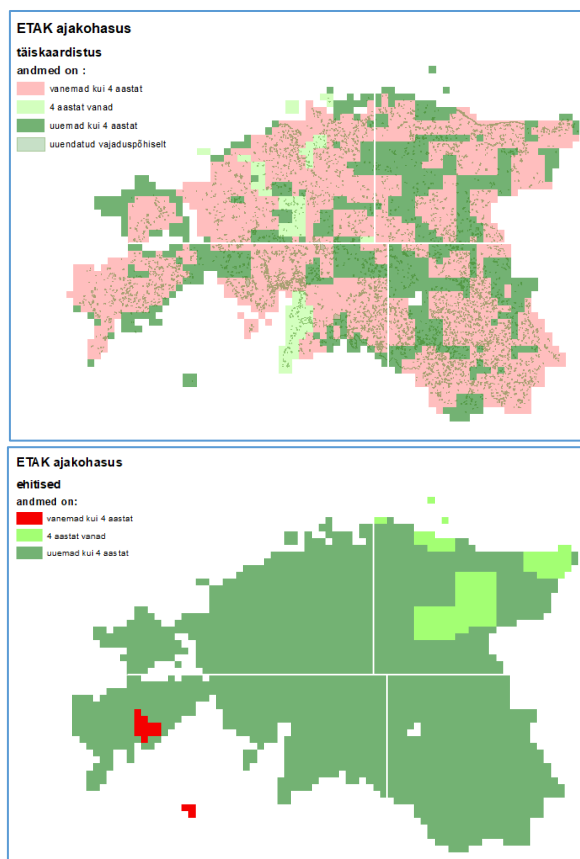 ETAK ajakohasus
täiskaardistus
andmed on :
vanemad kui 4 aastat
4 aastat vanad
uuemad kui 4 aastat
uuendatud vajaduspõhiselt
ETAK ajakohasus
ehitised
andmed on:
vanemad kui 4 aastat
4 aastat vanad
uuemad kui 4 aastat